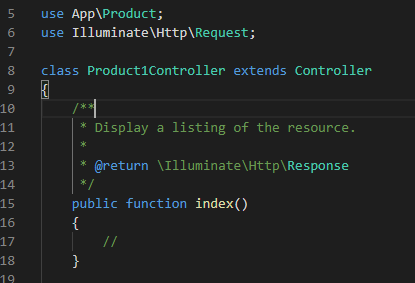 5 use App\Product;
6 use Illuminate\Http\Request;
7
8 class Product1Controller extends Controller
9 {
10 /**
11 * Display a listing of the resource.
12 *
13 * @return \Illuminate\Http\Response
14 */
15 public function index()
16 {
17 //
18 }
19